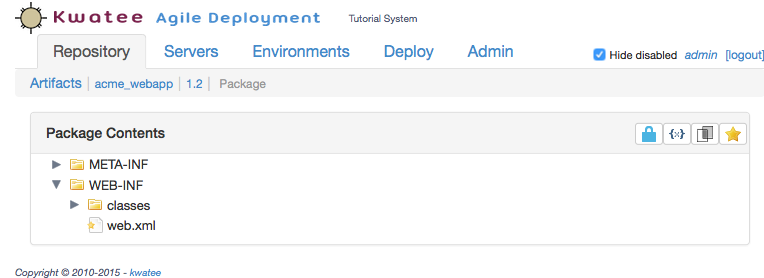 Kwatee Agile Deployment Tutorial System
Repository Servers Environments Deploy Admin Hide disabled admin [logout]
Artifacts | acme_webapp | 1.2 | Package
Package Contents {x}
META-INF
WEB-INF
classes
web.xml
Copyright © 2010-2015 - kwatee